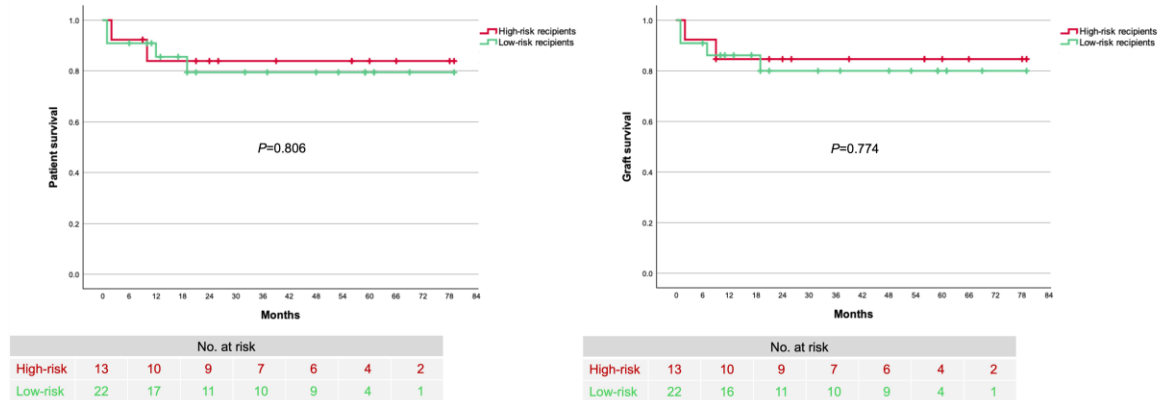 1.0
0.8
0.6
0.4
0.2
0.0
Patient survival
High-risk recipients
Low-risk recipients
P=0.806
0 6 12 18 24 30 36 42 48 54 60 66 72 78 84
Months
No. at risk
High-risk 13 10 9 7 6 4 2
Low-risk 22 17 11 10 9 4 1
1.0
0.8
0.6
0.4
0.2
0.0
Graft survival
High-risk recipients
Low-risk recipients
P=0.774
0 6 12 18 24 30 36 42 48 54 60 66 72 78 84
Months
No. at risk
High-risk 13 10 9 7 6 4 2
Low-risk 22 16 11 10 9 4 1